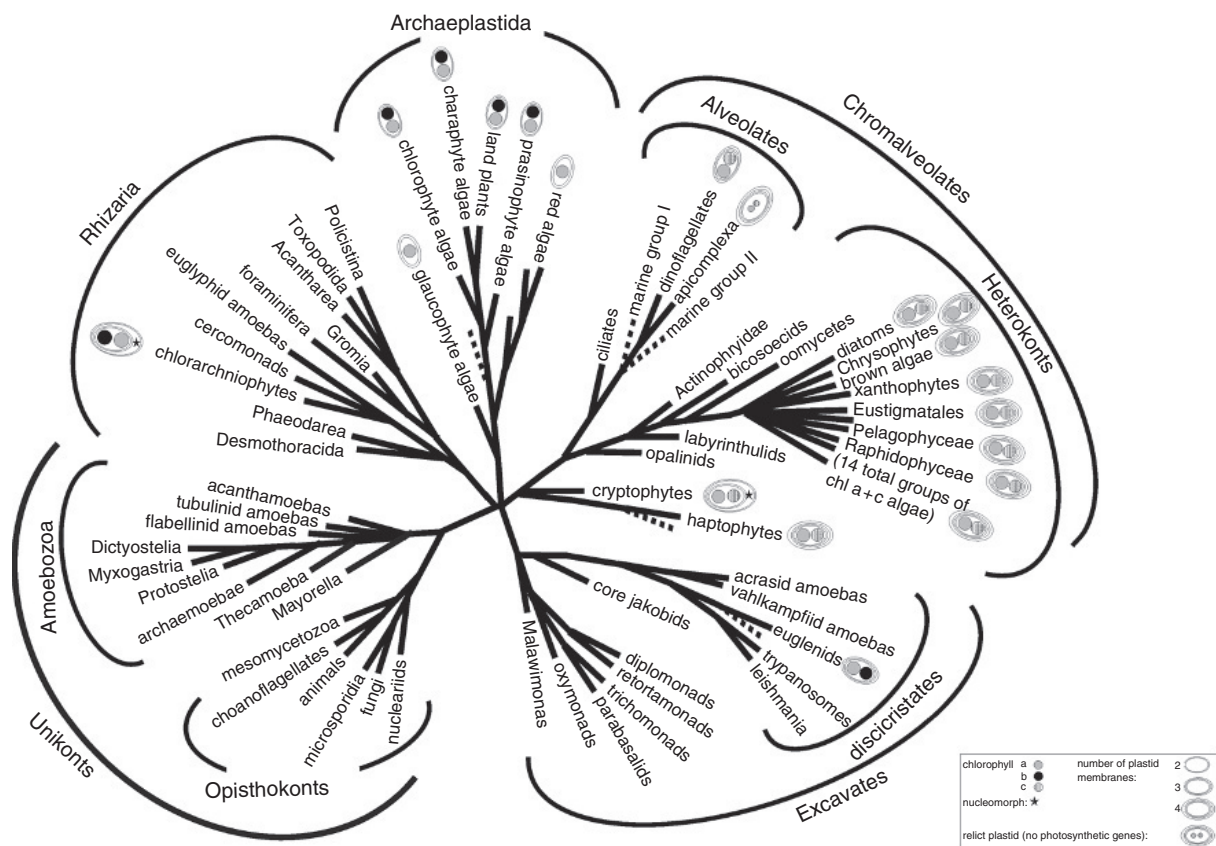 Archaeplastida
charaphyte algae
land plants
prasinophyte algae
chlorophyte algae
red algae
glaucophyte algae
Alveolates
Chromalveolates
marine group I
dinoflagellates
apicomplexa
marine group II
ciliates
Heterokonts
Actinophryidae
bicosoecids
oomycetes
diatoms
Chrysophytes
brown algae
xanthophytes
Eustigmatales
Pelagophyceae
Raphidophyceae
(14 total groups of
chl a+c algae)
labyrinthulids
opalinids
cryptophytes
haptophytes
Rhizaria
Policistina
Toxopodida
Acantharea
Gromia
foraminifera
euglyphid amoebas
cercomonads
chlorarchniophytes
Phaeodarea
Desmothoracida
Amoebozoa
acanthamoebas
tubulinid amoebas
flabellinid amoebas
Dictyostelia
Myxogastria
Protostelia
archaemoebae
Thecamoeba
Mayorella
Unikonts
mesomycetozoa
choanoflagellates
animals
microsporidia
fungi
nucleariids
Opisthokonts
Malawimonas
oxymonads
parabasalids
trichomonads
retortamonads
diplomonads
core jakobids
acrasid amoebas
vahlkampfiid amoebas
euglenids
trypanosomes
leishmania
discicristates
Excavates
chlorophyll a
b
c
nucleomorph:
number of plastid
membranes:
2
3
4
relict plastid (no photosynthetic genes):